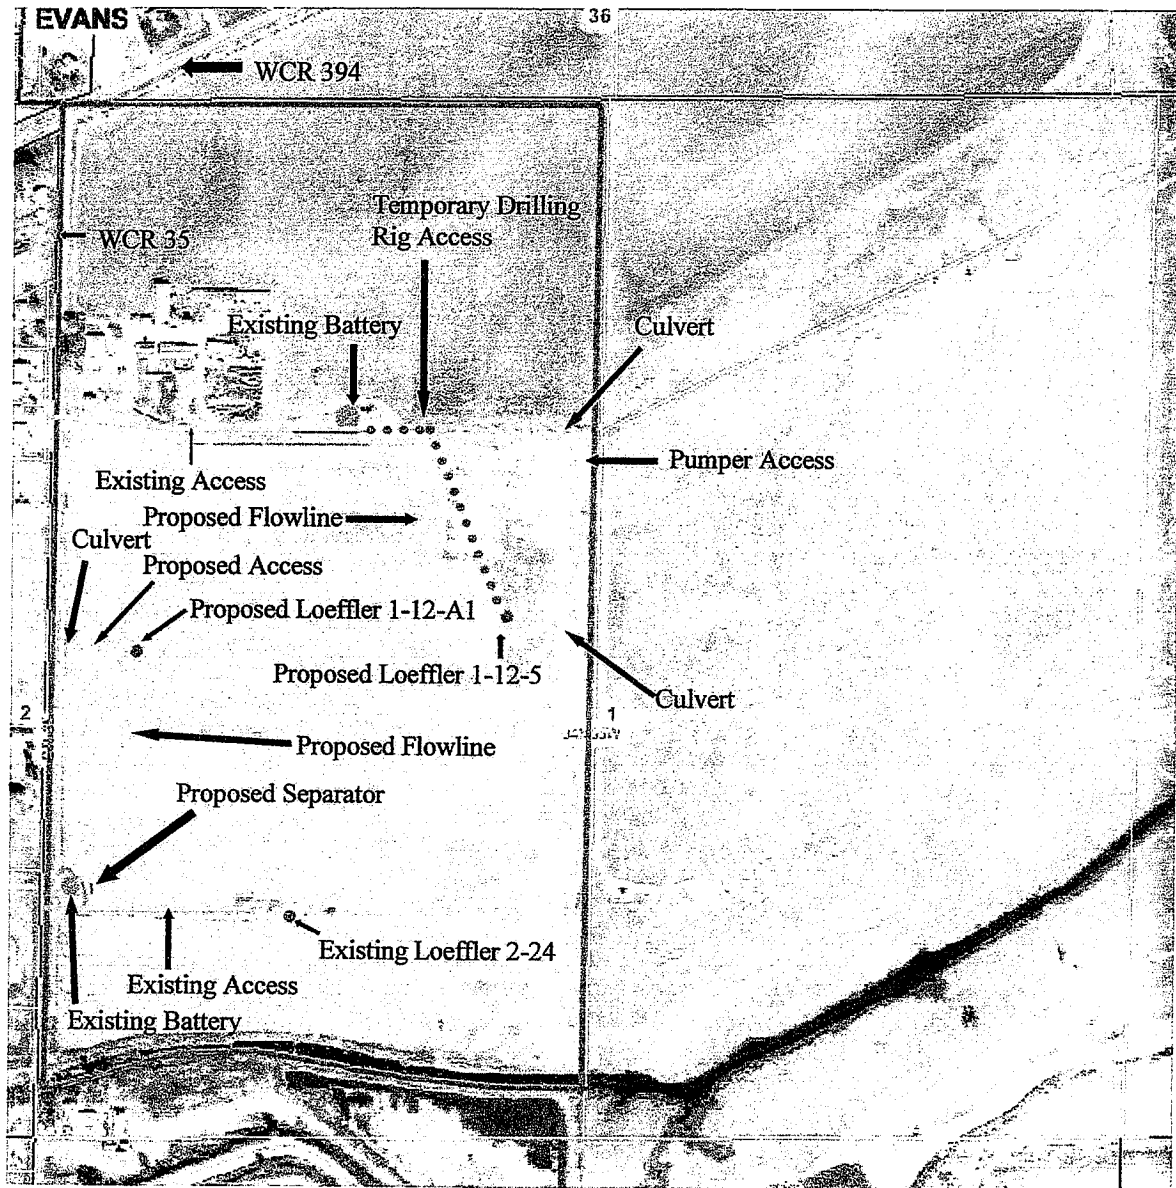 EVANS
36
WCR 394
Temporary Drilling
Rig Access
WCR 35
Existing Battery
Culvert
Pumper Access
Existing Access
Proposed Flowline
Culvert
Proposed Access
Proposed Loeffler 1-12-A1
Proposed Loeffler 1-12-5
Culvert
2
1
Proposed Flowline
Proposed Separator
Existing Loeffler 2-24
Existing Access
Existing Battery